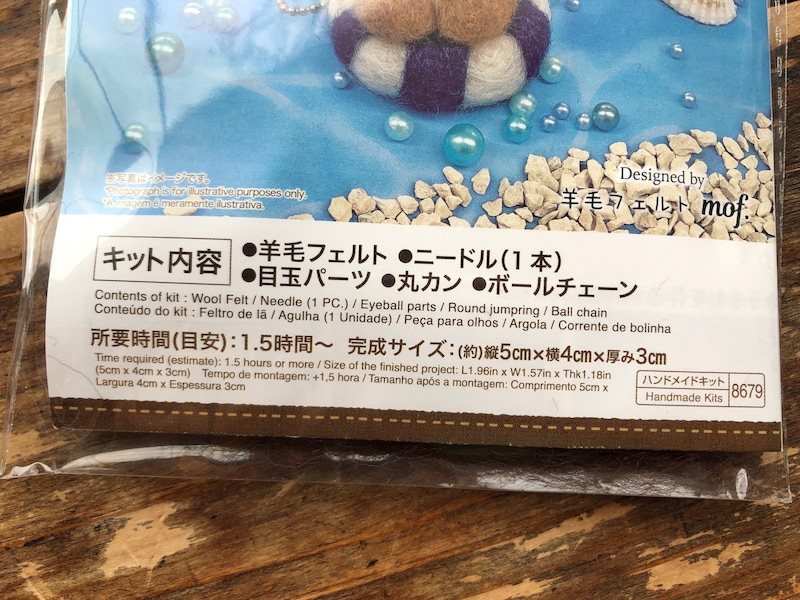 ※写真はイメージです。
*Photograph is for illustrative purposes only.
*A imagem é meramente ilustrativa.
Designed by
羊毛フェルト mof.
キット内容
●羊毛フェルト ●ニードル(1本)
●目玉パーツ ●丸カン ●ボールチェーン
Contents of kit : Wool Felt / Needle (1 PC.) / Eyeball parts / Round jumpring / Ball chain
Conteúdo do kit : Feltro de lã / Agulha (1 Unidade) / Peça para olhos / Argola / Corrente de bolinha
所要時間(目安):1.5時間~ 完成サイズ:(約)縦5cm×横4cm×厚み3cm
Time required (estimate): 1.5 hours or more / Size of the finished project: L1.96in x W1.57in x Thk1.18in
(5cm x 4cm x 3cm) Tempo de montagem: +1,5 hora / Tamanho após a montagem: Comprimento 5cm x
Largura 4cm x Espessura 3cm
ハンドメイドキット
Handmade Kits
8679